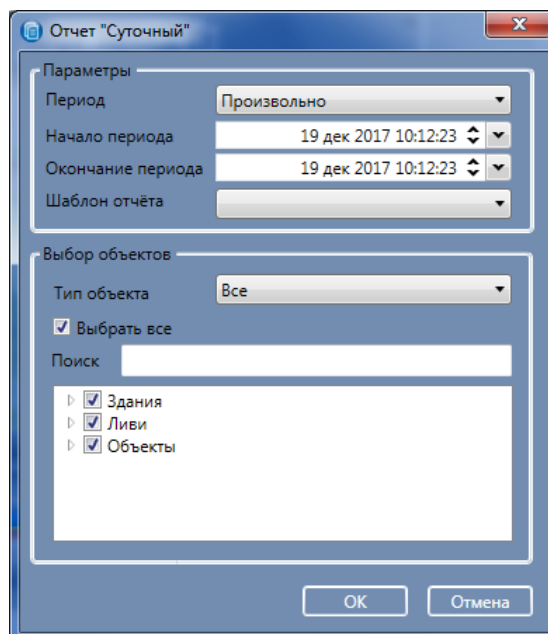 Отчет "Суточный"
Параметры
Период Произвольно
Начало периода 19 дек 2017 10:12:23
Окончание периода 19 дек 2017 10:12:23
Шаблон отчёта
Выбор объектов
Тип объекта Все
Выбрать все
Поиск
Здания
Ливи
Объекты
ОК Отмена